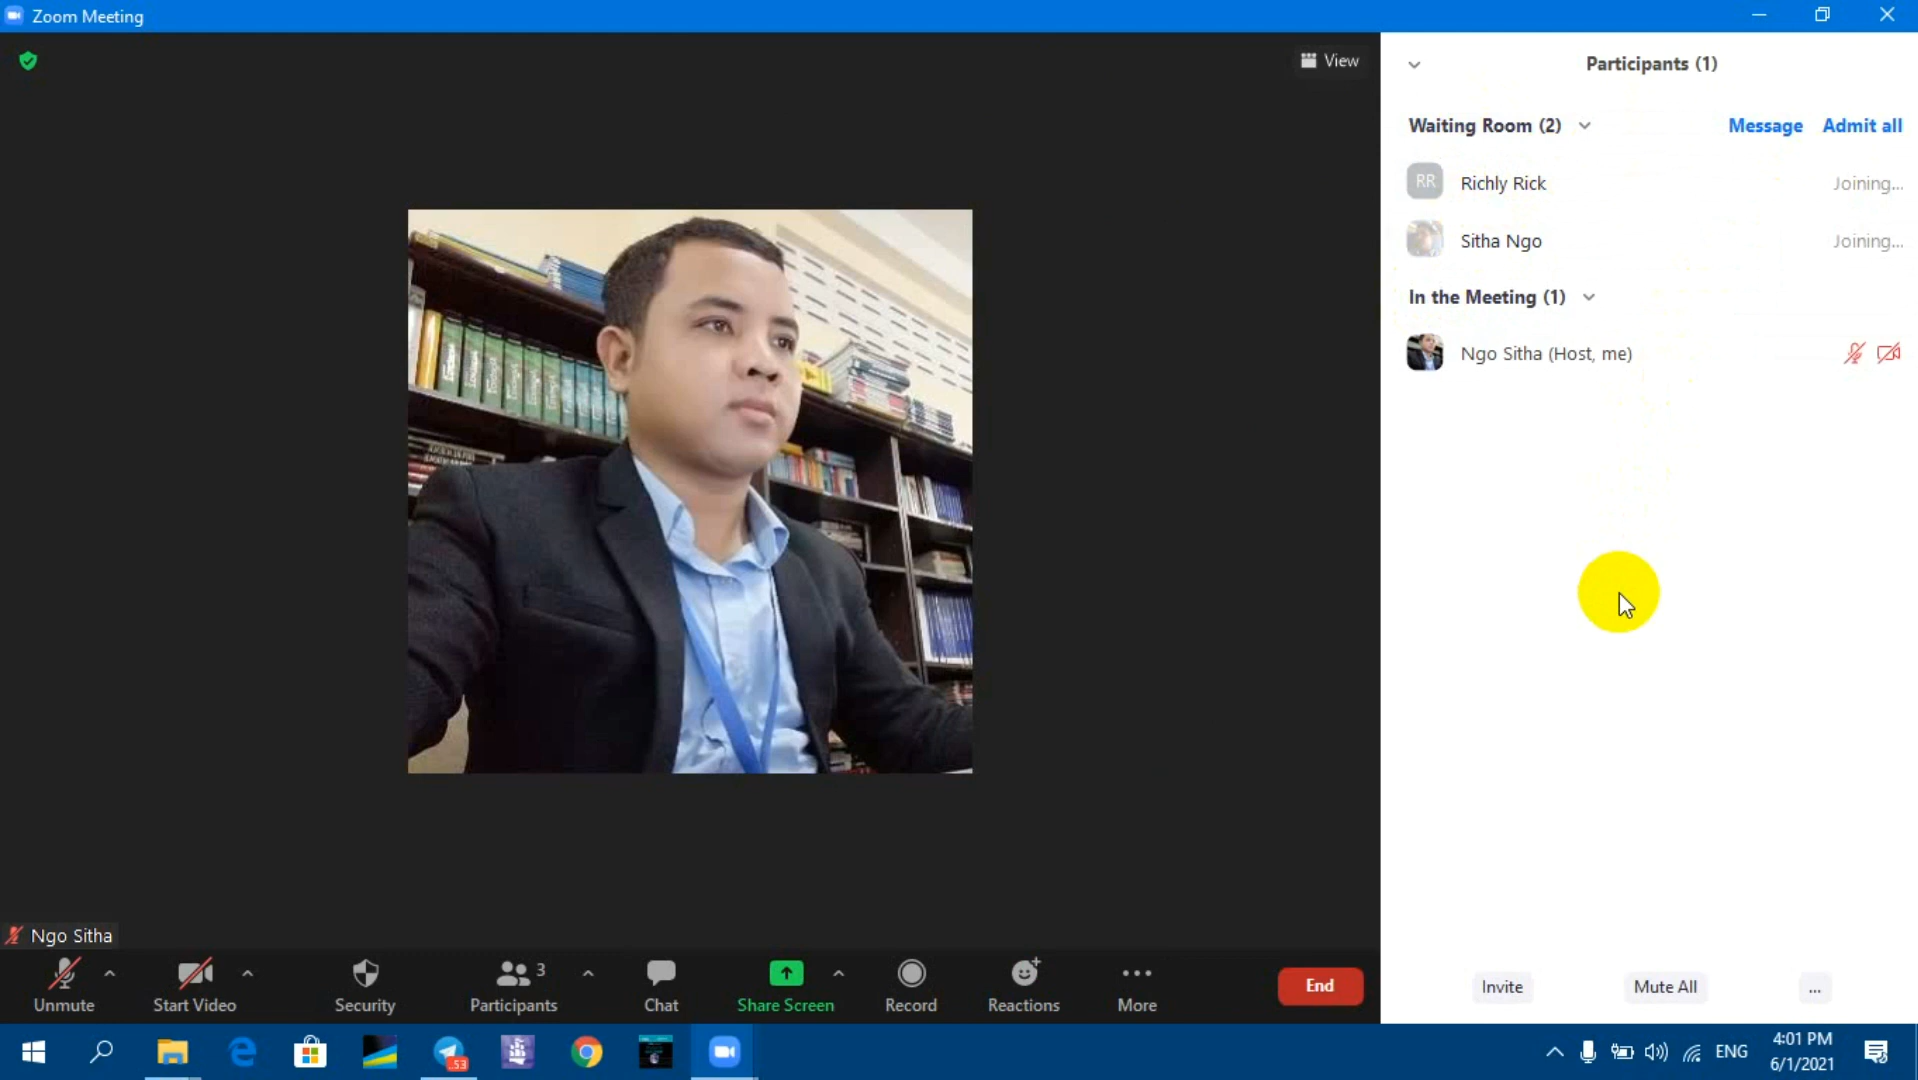 Zoom Meeting
View
Participants (1)
Waiting Room (2)
Message
Admit all
RR
Richly Rick
Joining...
Sitha Ngo
Joining...
In the Meeting (1)
Ngo Sitha (Host, me)
Ngo Sitha
Unmute
Start Video
Security
3
Participants
Chat
Share Screen
Record
Reactions
More
End
Invite
Mute All
...
53
ENG
4:01 PM
6/1/2021